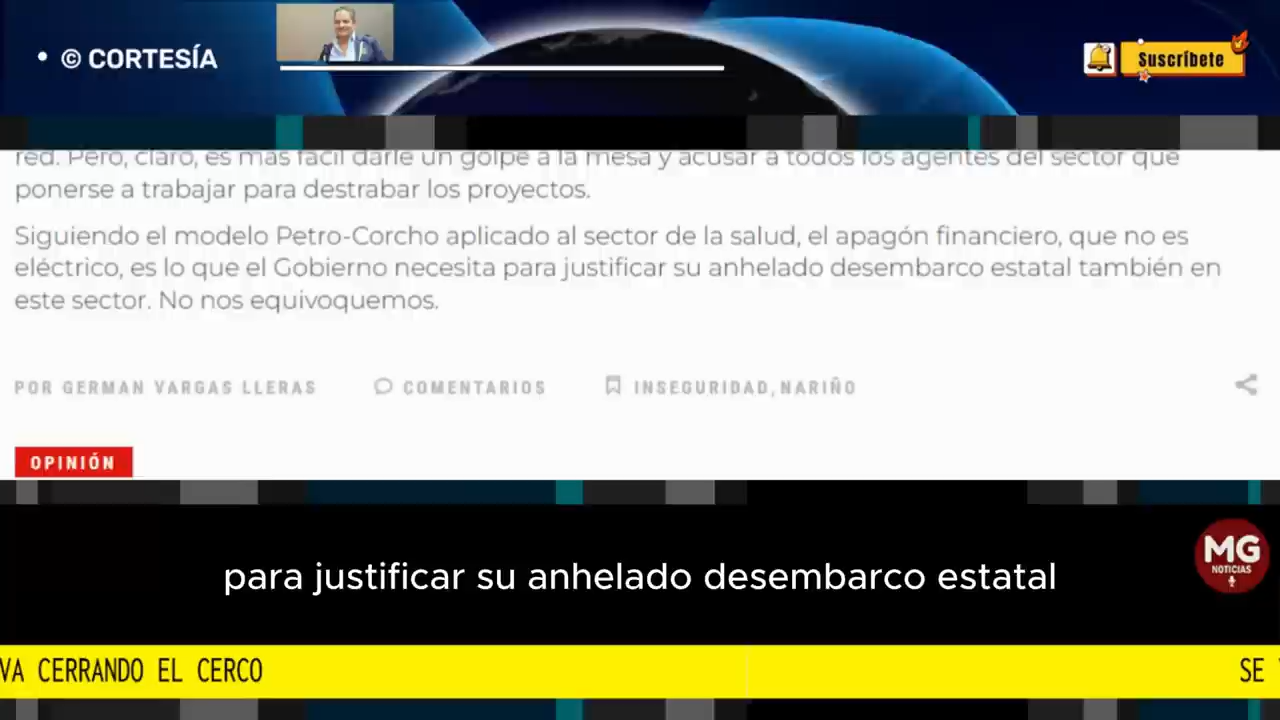 • © CORTESÍA
Suscríbete
red. Pero, claro, es más fácil darle un golpe a la mesa y acusar a todos los agentes del sector que
ponerse a trabajar para destrabar los proyectos.
Siguiendo el modelo Petro-Corcho aplicado al sector de la salud, el apagón financiero, que no es
eléctrico, es lo que el Gobierno necesita para justificar su anhelado desembarco estatal también en
este sector. No nos equivoquemos.
POR GERMAN VARGAS LLERAS
COMENTARIOS
INSEGURIDAD, NARIÑO
OPINIÓN
MG
NOTICIAS
para justificar su anhelado desembarco estatal
VA CERRANDO EL CERCO
SE